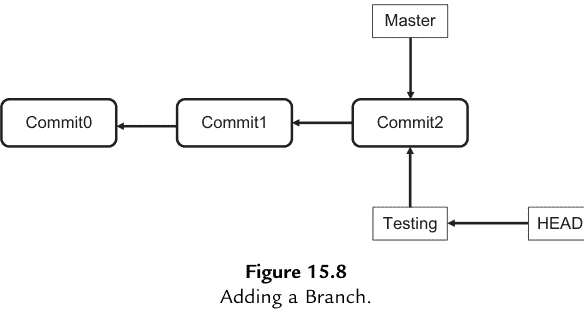 Master
Commit0
Commit1
Commit2
Testing
HEAD
Figure 15.8
Adding a Branch.